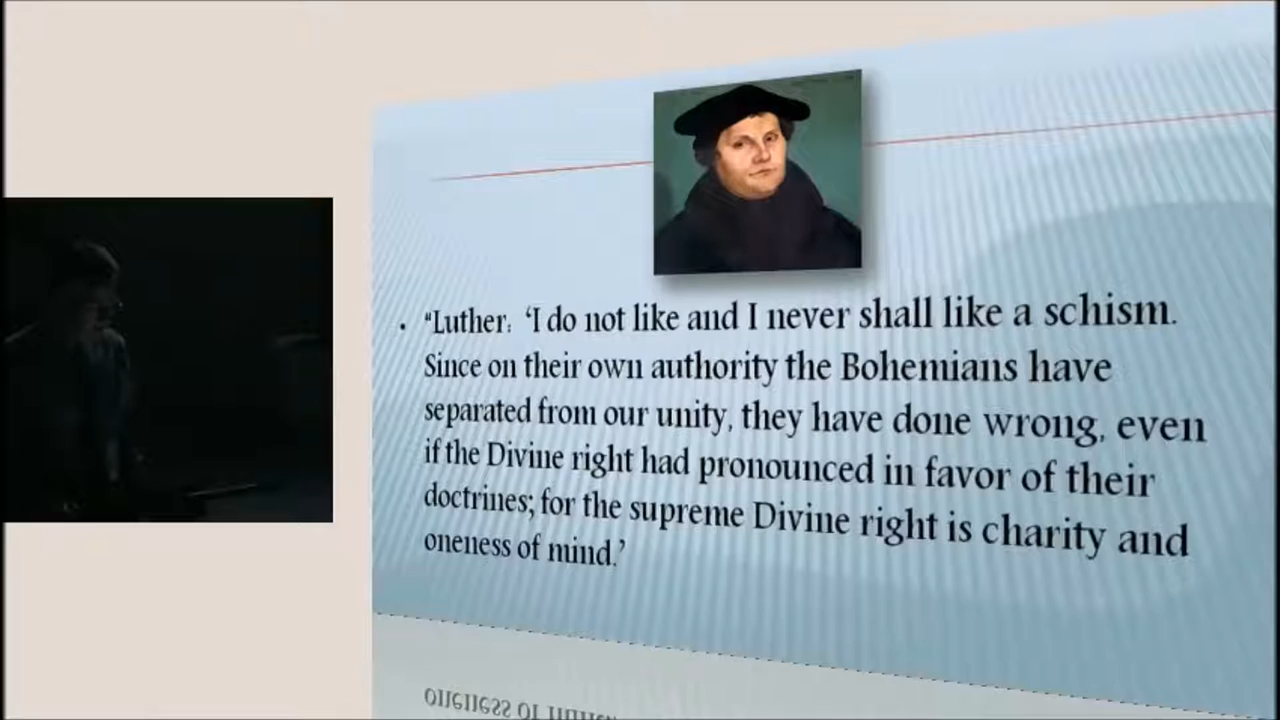 • "Luther: 'I do not like and I never shall like a schism.
Since on their own authority the Bohemians have
separated from our unity, they have done wrong, even
if the Divine right had pronounced in favor of their
doctrines; for the supreme Divine right is charity and
oneness of mind.'